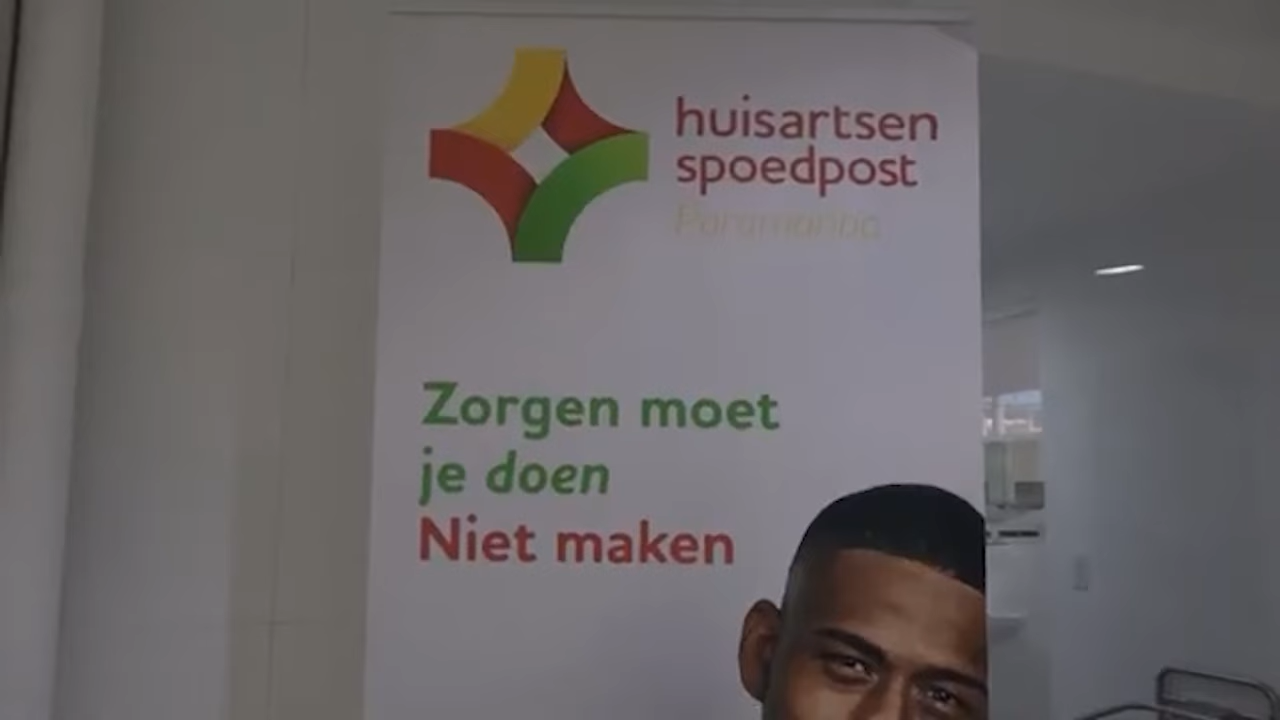 huisartsen
spoedpost
Paramaribo
Zorgen moet
je doen
Niet maken